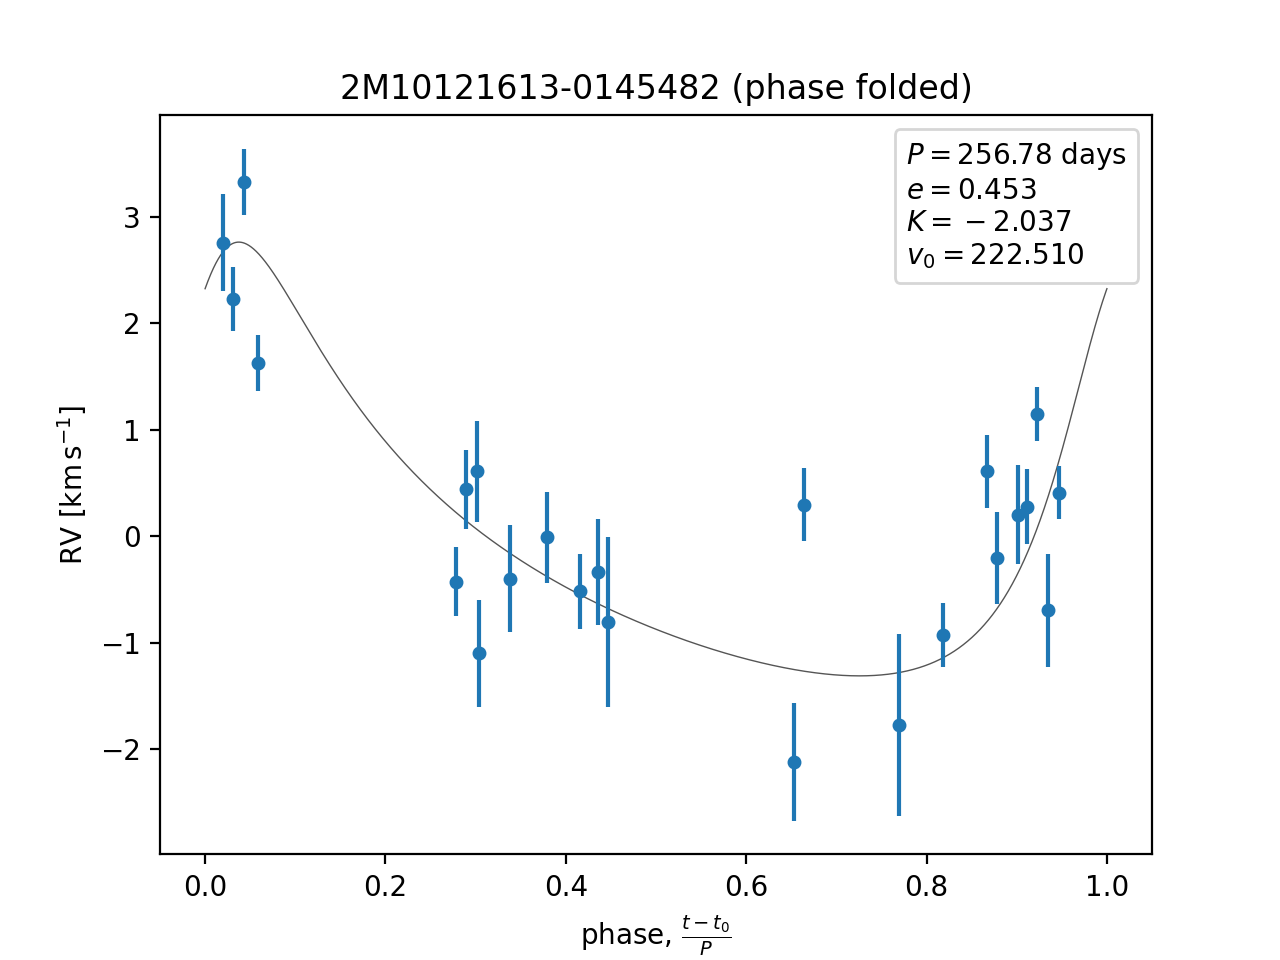 2M10121613-0145482 (phase folded)
P = 256.78 days
e = 0.453
K = −2.037
v₀ = 222.510
3
2
1
0
−1
−2
RV [km s⁻¹]
0.0 0.2 0.4 0.6 0.8 1.0
phase, (t − t₀)/P